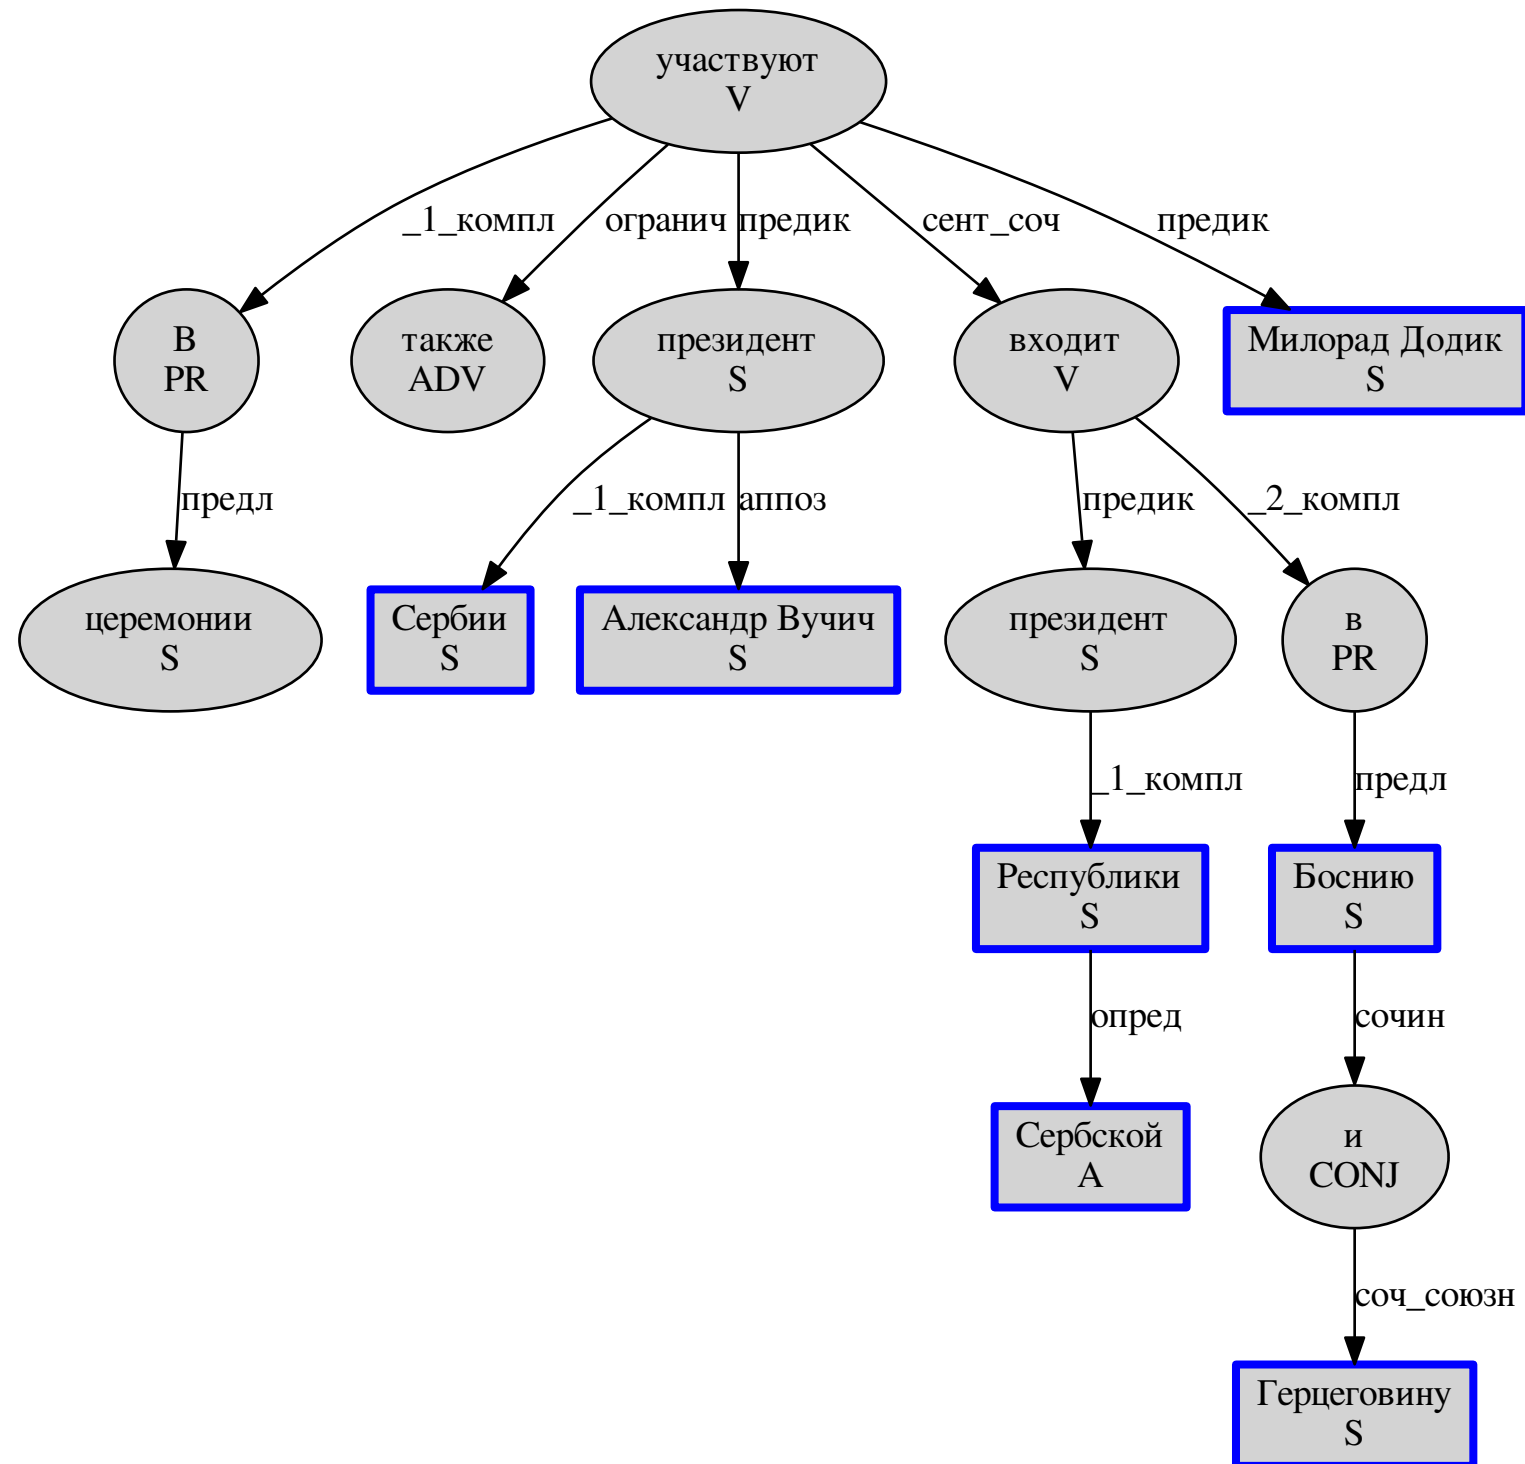 участвуют
V
_1_компл
огранич
предик
сент_соч
предик
В
PR
также
ADV
президент
S
входит
V
Милорад Додик
S
предл
_1_компл
аппоз
предик
_2_компл
церемонии
S
Сербии
S
Александр Вучич
S
президент
S
в
PR
_1_компл
предл
Республики
S
Боснию
S
опред
сочин
Сербской
A
и
CONJ
соч_союзн
Герцеговину
S